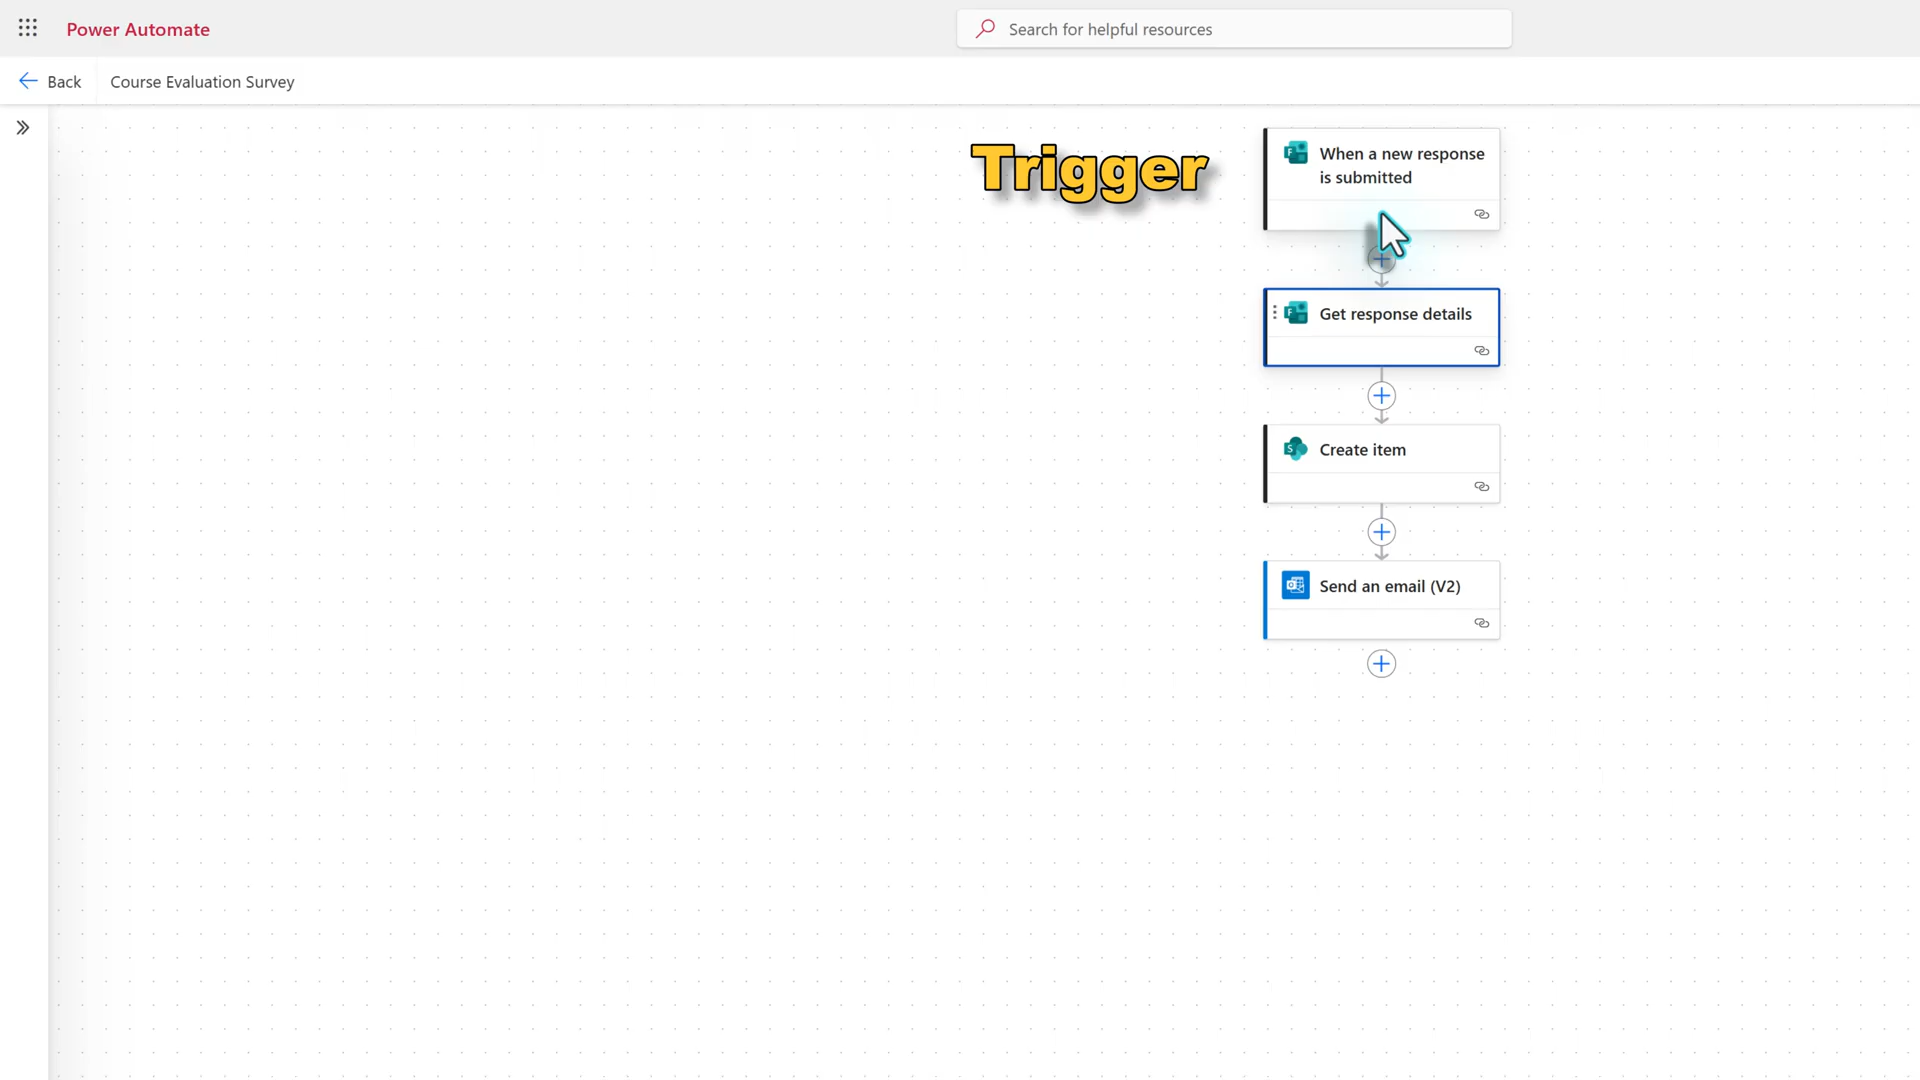 Power Automate
Search for helpful resources
Back
Course Evaluation Survey
Trigger
When a new response
is submitted
Get response details
Create item
Send an email (V2)